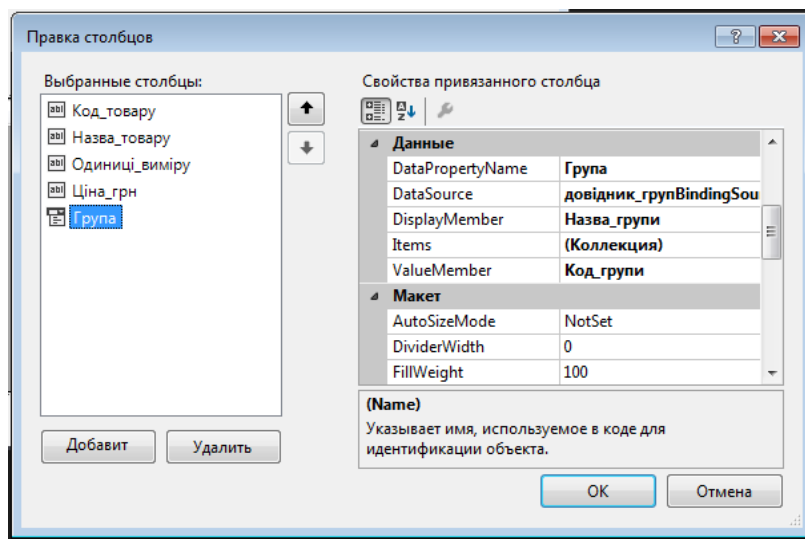 Правка столбцов
Выбранные столбцы:
Код_товару
Назва_товару
Одиниці_виміру
Ціна_грн
Група
Добавит
Удалить
Свойства привязанного столбца
Данные
DataPropertyName Група
DataSource довідник_групBindingSou
DisplayMember Назва_групи
Items (Коллекция)
ValueMember Код_групи
Макет
AutoSizeMode NotSet
DividerWidth 0
FillWeight 100
(Name)
Указывает имя, используемое в коде для
идентификации объекта.
OK
Отмена